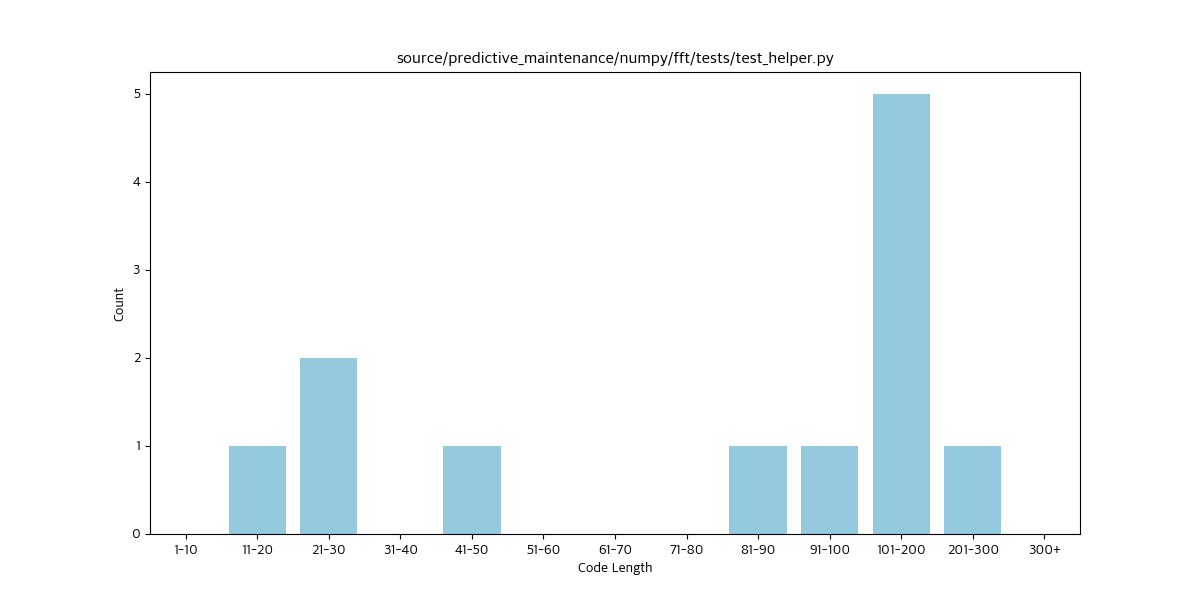 source/predictive_maintenance/numpy/fft/tests/test_helper.py
5
4
3
2
1
0
Count
1-10 11-20 21-30 31-40 41-50 51-60 61-70 71-80 81-90 91-100 101-200 201-300 300+
Code Length